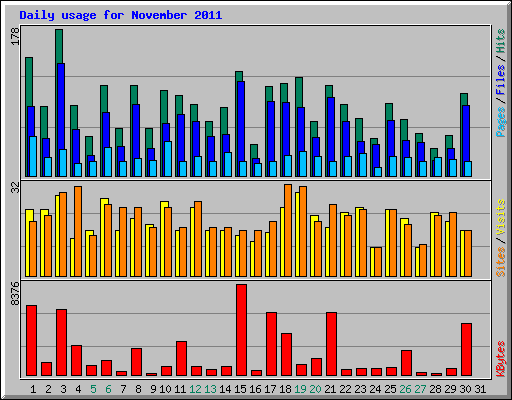 Daily usage for November 2011
178
Pages / Files / Hits
32
Sites / Visits
8376
KBytes
1 2 3 4 5 6 7 8 9 10 11 12 13 14 15 16 17 18 19 20 21 22 23 24 25 26 27 28 29 30 31